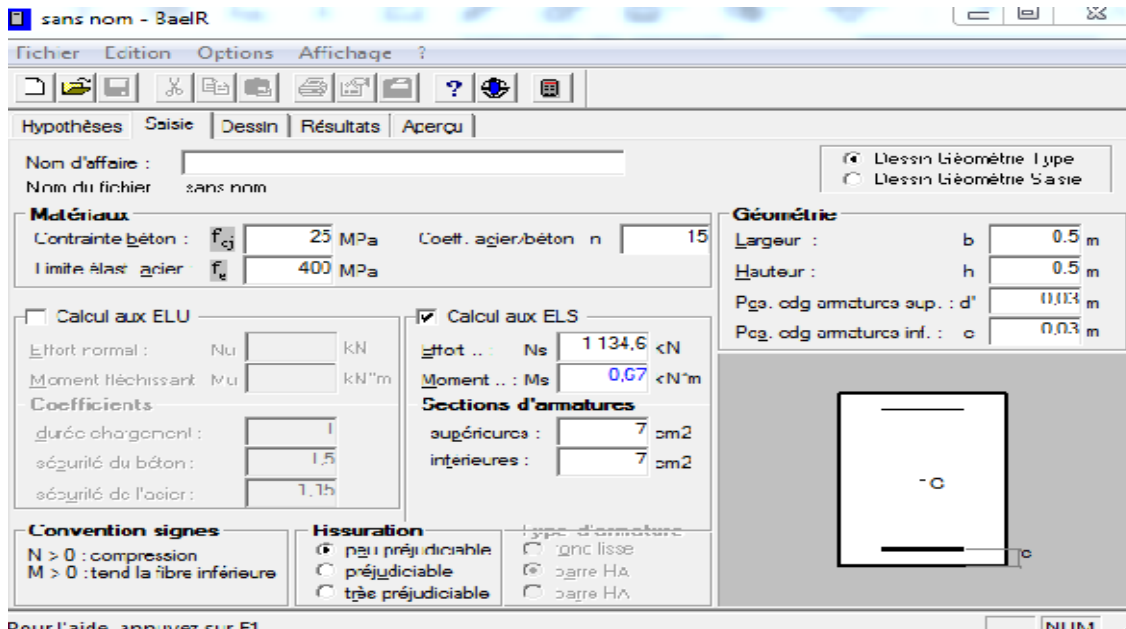 sans nom - BaelR
Fichier Edition Options Affichage ?
Hypothèses Saisie Dessin Résultats Aperçu
Nom d'affaire :
Dessin Géométrie Type
Nom du fichier sans nom
Dessin Géométrie Saisie
Matériaux
Géométrie
Contrainte béton : fcj 25 MPa Coeff. acier/béton n 15
Largeur : b 0.5 m
Limite élast. acier : fe 400 MPa
Hauteur : h 0.5 m
Pos. cdg armatures sup. : d' 0,03 m
Calcul aux ELU
Calcul aux ELS
Pos. cdg armatures inf. : c 0,03 m
Effort normal : Nu kN
Effort .. : Ns 1 134,6 kN
Moment fléchissant Mu kN*m
Moment .. : Ms 0,67 kN*m
Coefficients
Sections d'armatures
durée chargement : 1
supérieures : 7 cm2
sécurité du béton : 1,5
inférieures : 7 cm2
sécurité de l'acier : 1,15
G
Convention signes
Fissuration
Type d'armature
N > 0 : compression
peu préjudiciable
rond lisse
c
M > 0 : tend la fibre inférieure
préjudiciable
barre HA
très préjudiciable
barre HA
Pour l'aide, appuyez sur F1
NUM